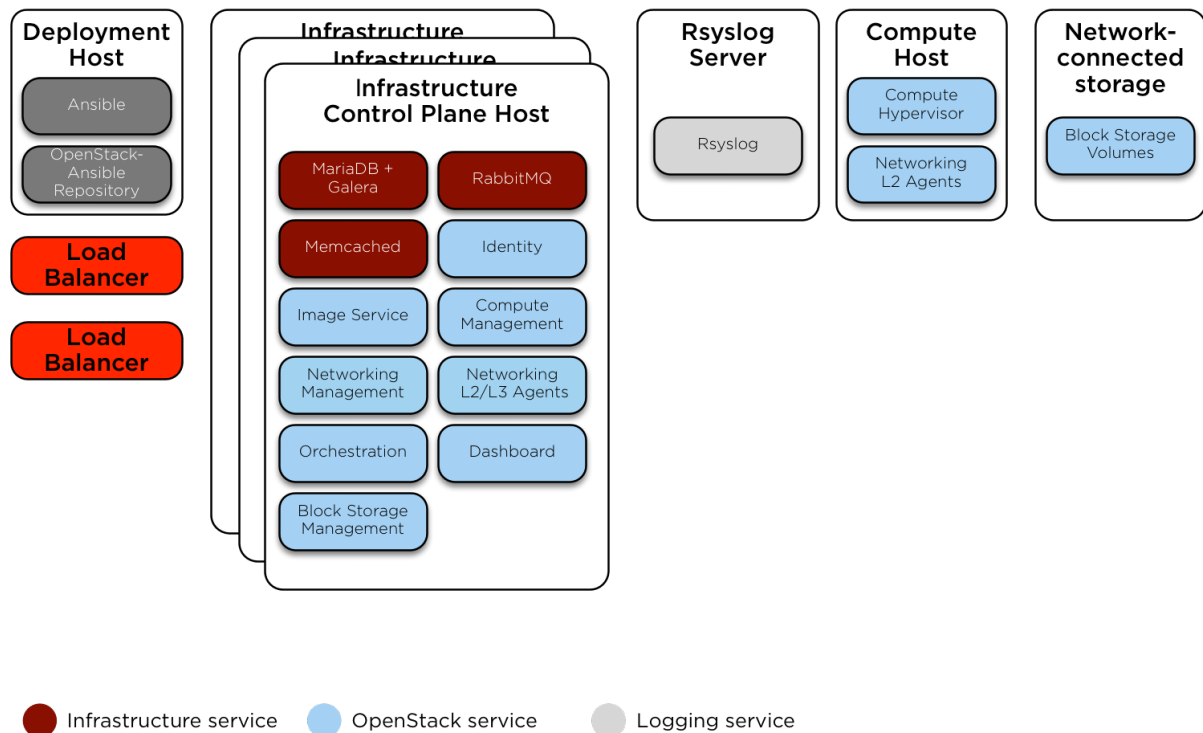 Deployment
Host
Ansible
OpenStack-
Ansible
Repository
Load
Balancer
Load
Balancer
Infrastructure
Infrastructure
Infrastructure
Control Plane Host
MariaDB +
Galera
RabbitMQ
Memcached
Identity
Image Service
Compute
Management
Networking
Management
Networking
L2/L3 Agents
Orchestration
Dashboard
Block Storage
Management
Rsyslog
Server
Rsyslog
Compute
Host
Compute
Hypervisor
Networking
L2 Agents
Network-
connected
storage
Block Storage
Volumes
Infrastructure service
OpenStack service
Logging service